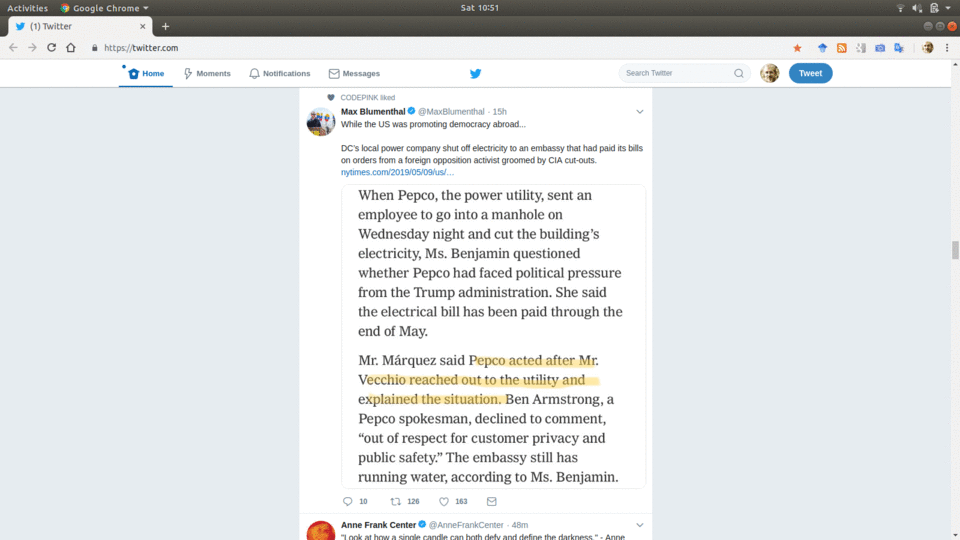 Activities Google Chrome Sat 10:51
(1) Twitter
https://twitter.com
Home Moments Notifications Messages Search Twitter Tweet
CODEPINK liked
Max Blumenthal @MaxBlumenthal · 15h
While the US was promoting democracy abroad...
DC's local power company shut off electricity to an embassy that had paid its bills
on orders from a foreign opposition activist groomed by CIA cut-outs.
nytimes.com/2019/05/09/us/…
When Pepco, the power utility, sent an
employee to go into a manhole on
Wednesday night and cut the building’s
electricity, Ms. Benjamin questioned
whether Pepco had faced political pressure
from the Trump administration. She said
the electrical bill has been paid through the
end of May.
Mr. Márquez said Pepco acted after Mr.
Vecchio reached out to the utility and
explained the situation. Ben Armstrong, a
Pepco spokesman, declined to comment,
“out of respect for customer privacy and
public safety.” The embassy still has
running water, according to Ms. Benjamin.
10 126 163
Anne Frank Center @AnneFrankCenter · 48m
"Look at how a single candle can both defy and define the darkness." - Anne